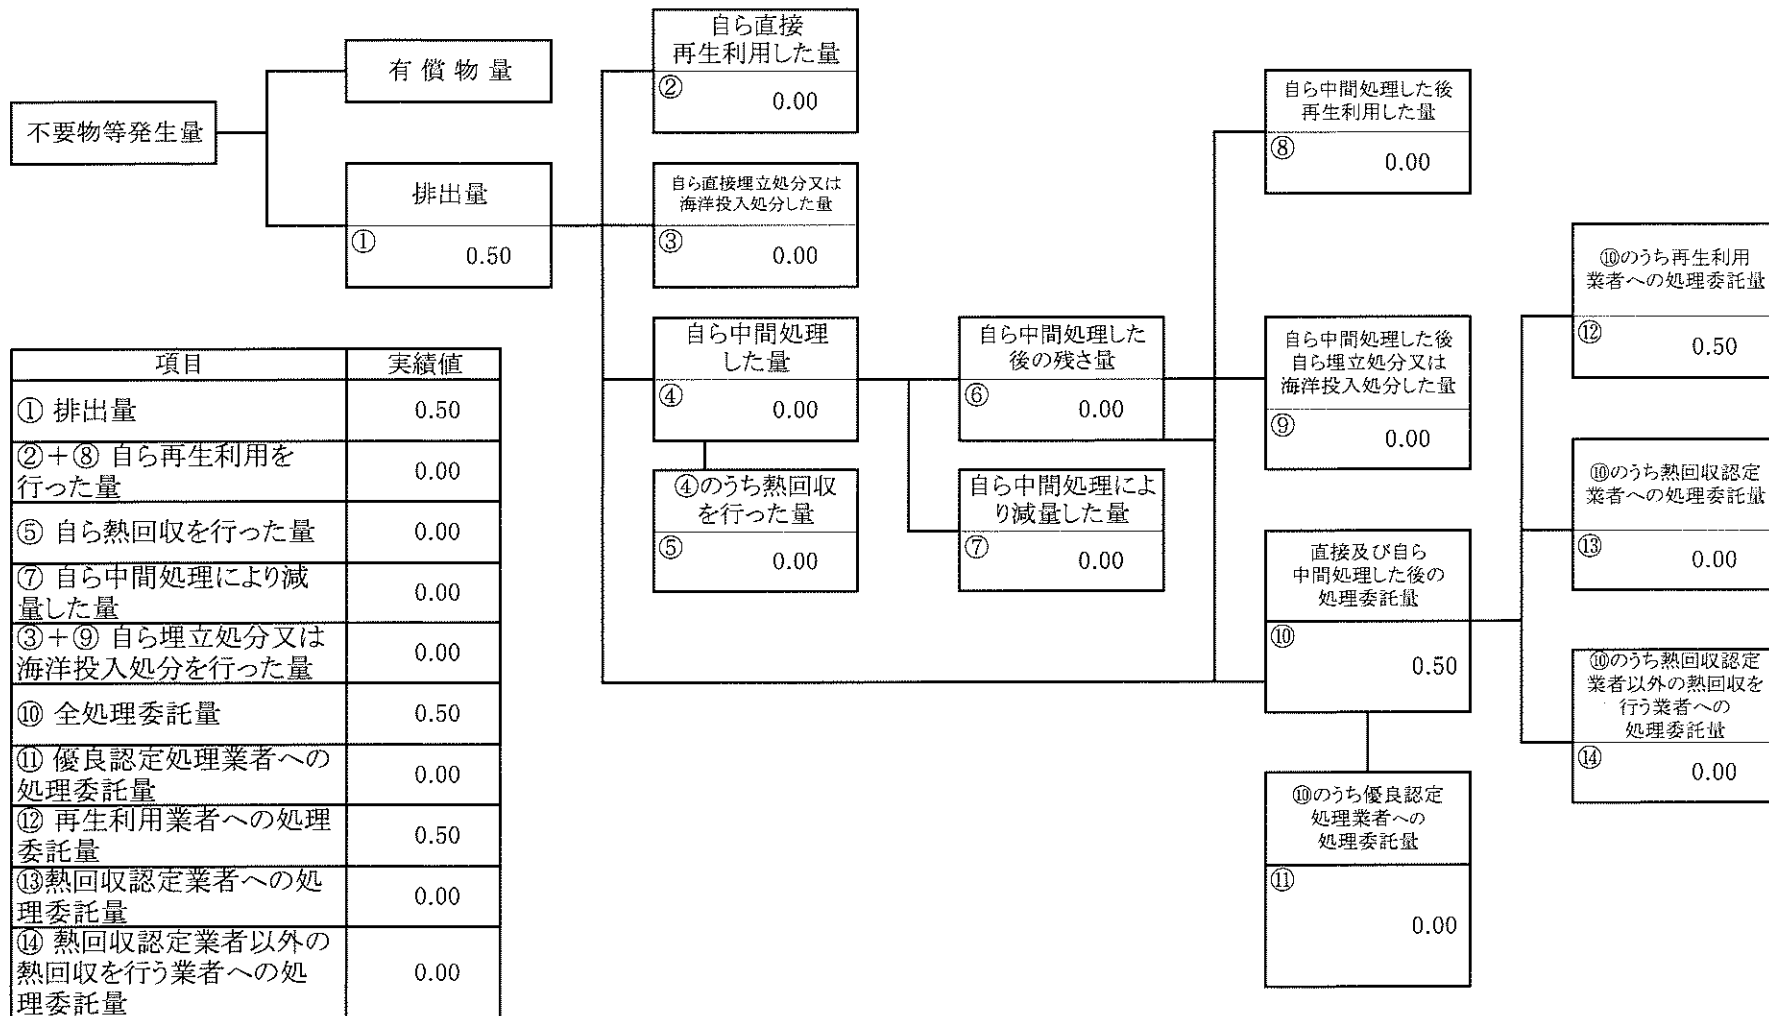 不要物等発生量
有償物量
排出量
①
0.50
自ら直接
再生利用した量
②
0.00
自ら直接埋立処分又は
海洋投入処分した量
③
0.00
自ら中間処理
した量
④
0.00
④のうち熱回収
を行った量
⑤
0.00
自ら中間処理した
後の残さ量
⑥
0.00
自ら中間処理によ
り減量した量
⑦
0.00
自ら中間処理した後
再生利用した量
⑧
0.00
自ら中間処理した後
自ら埋立処分又は
海洋投入処分した量
⑨
0.00
直接及び自ら
中間処理した後の
処理委託量
⑩
0.50
⑩のうち優良認定
処理業者への
処理委託量
⑪
0.00
⑩のうち再生利用
業者への処理委託量
⑫
0.50
⑩のうち熱回収認定
業者への処理委託量
⑬
0.00
⑩のうち熱回収認定
業者以外の熱回収を
行う業者への
処理委託量
⑭
0.00
項目 実績値
① 排出量 0.50
②+⑧ 自ら再生利用を
行った量 0.00
⑤ 自ら熱回収を行った量 0.00
⑦ 自ら中間処理により減
量した量 0.00
③+⑨ 自ら埋立処分又は
海洋投入処分を行った量 0.00
⑩ 全処理委託量 0.50
⑪ 優良認定処理業者への
処理委託量 0.00
⑫ 再生利用業者への処理
委託量 0.50
⑬熱回収認定業者への処
理委託量 0.00
⑭ 熱回収認定業者以外の
熱回収を行う業者への処
理委託量 0.00